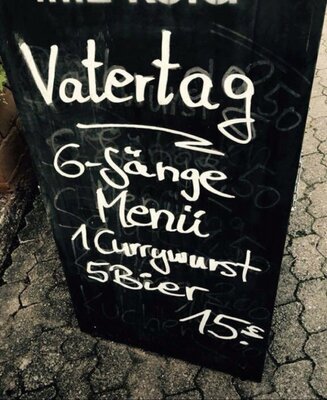 Vatertag
6-Gänge
Menü
1 Currywurst
5 Bier
15.-€